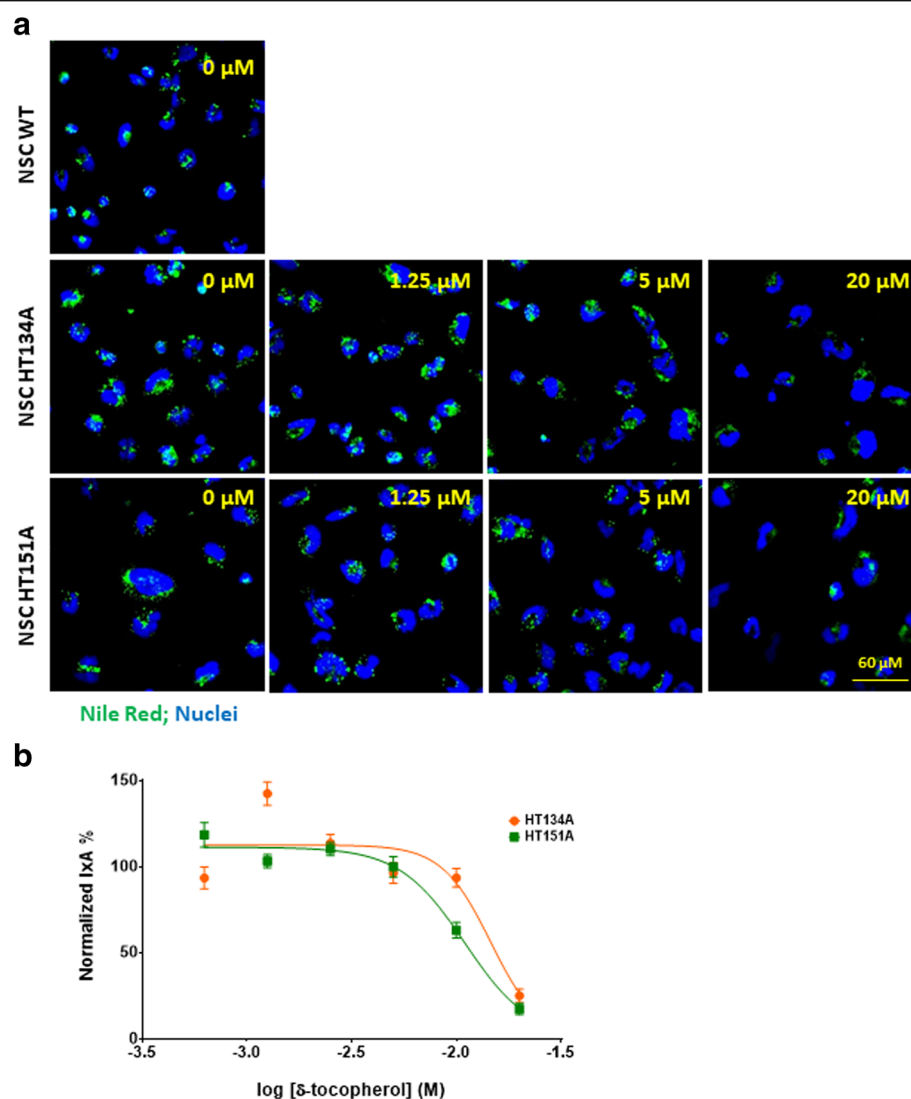 a
NSC WT
0 µM
NSC HT134A
0 µM
1.25 µM
5 µM
20 µM
NSC HT151A
0 µM
1.25 µM
5 µM
20 µM
60 µM
Nile Red; Nuclei
b
Normalized IxA %
150
100
50
0
-3.5
-3.0
-2.5
-2.0
-1.5
HT134A
HT151A
log [δ-tocopherol] (M)